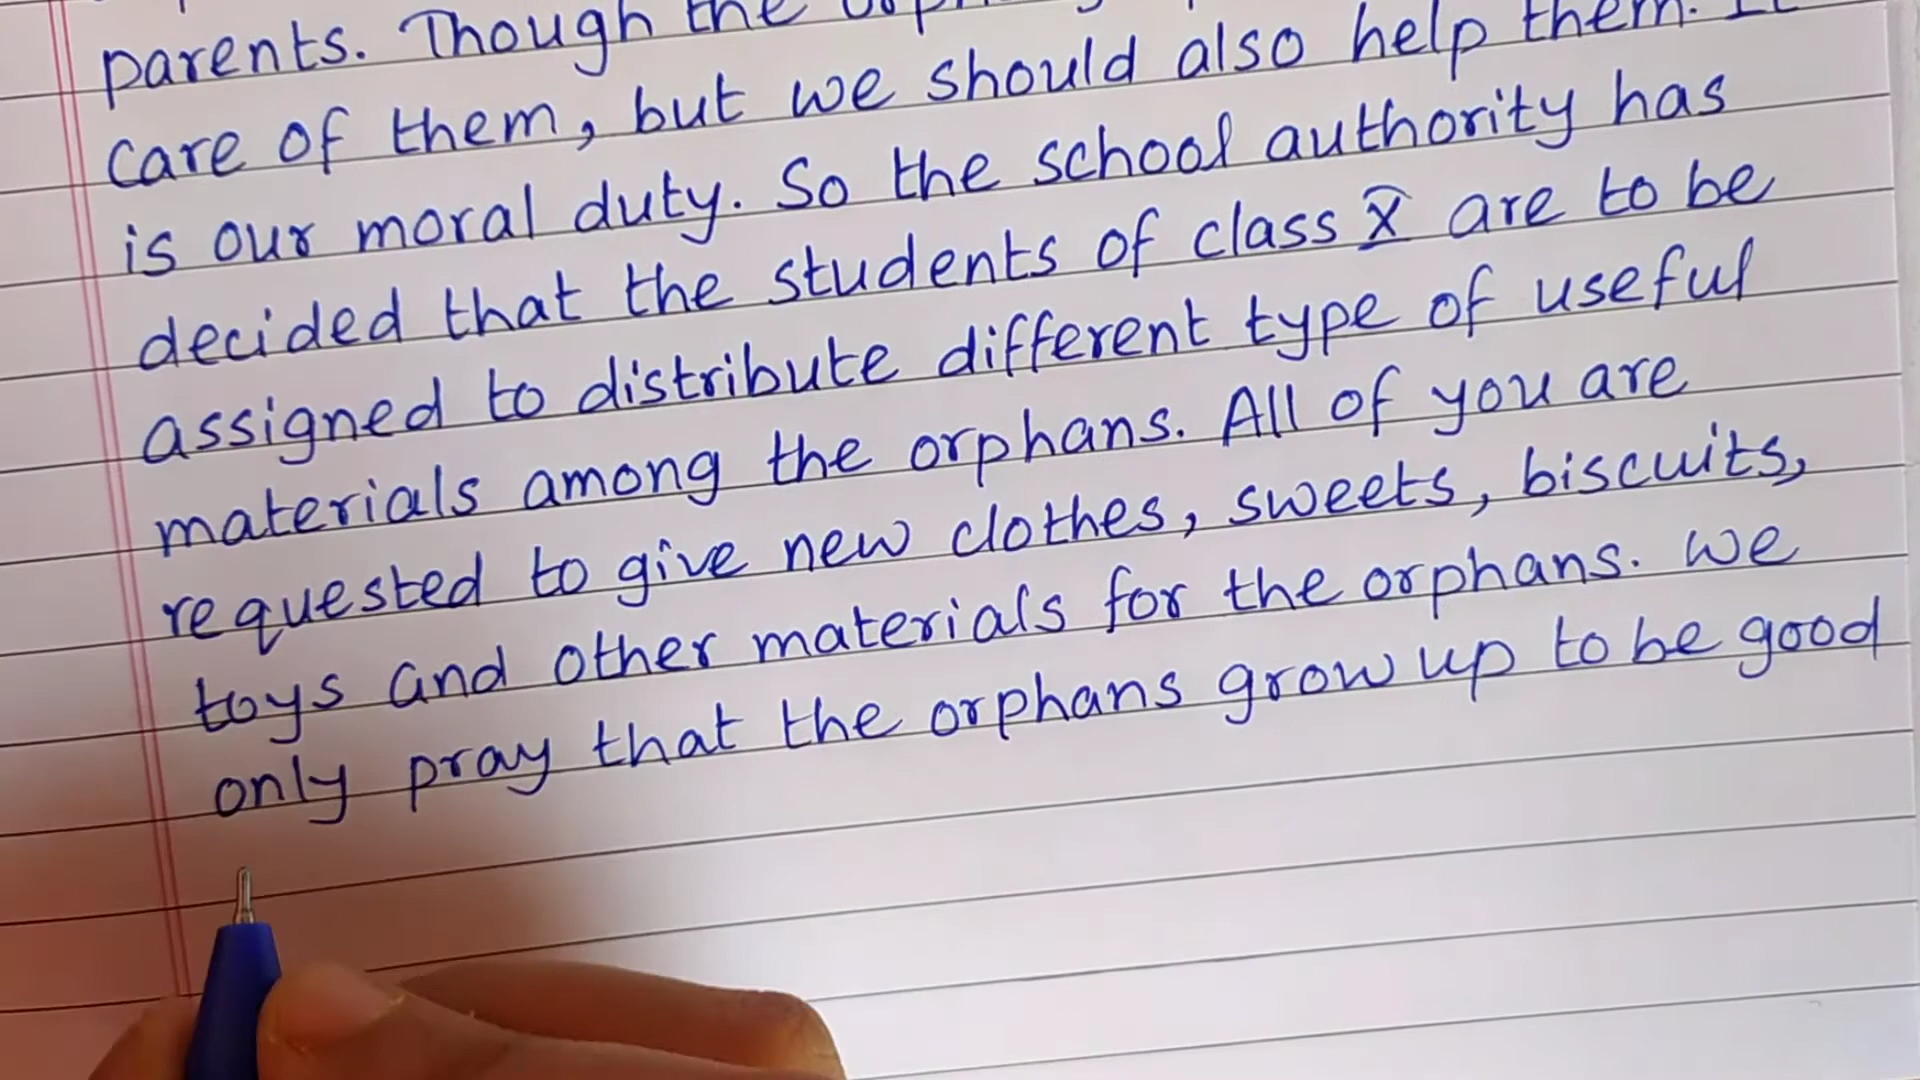 parents. Though the
care of them, but we should also help them. It
is our moral duty. So the school authority has
decided that the students of class X are to be
assigned to distribute different type of useful
materials among the orphans. All of you are
requested to give new clothes, sweets, biscuits,
toys and other materials for the orphans. We
only pray that the orphans grow up to be good